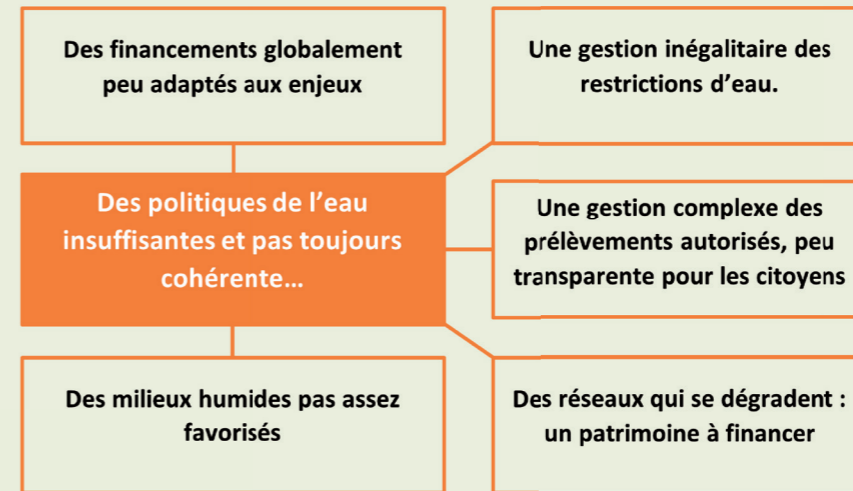 Des financements globalement
peu adaptés aux enjeux
Une gestion inégalitaire des
restrictions d'eau.
Des politiques de l'eau
insuffisantes et pas toujours
cohérente…
Une gestion complexe des
prélèvements autorisés, peu
transparente pour les citoyens
Des milieux humides pas assez
favorisés
Des réseaux qui se dégradent :
un patrimoine à financer